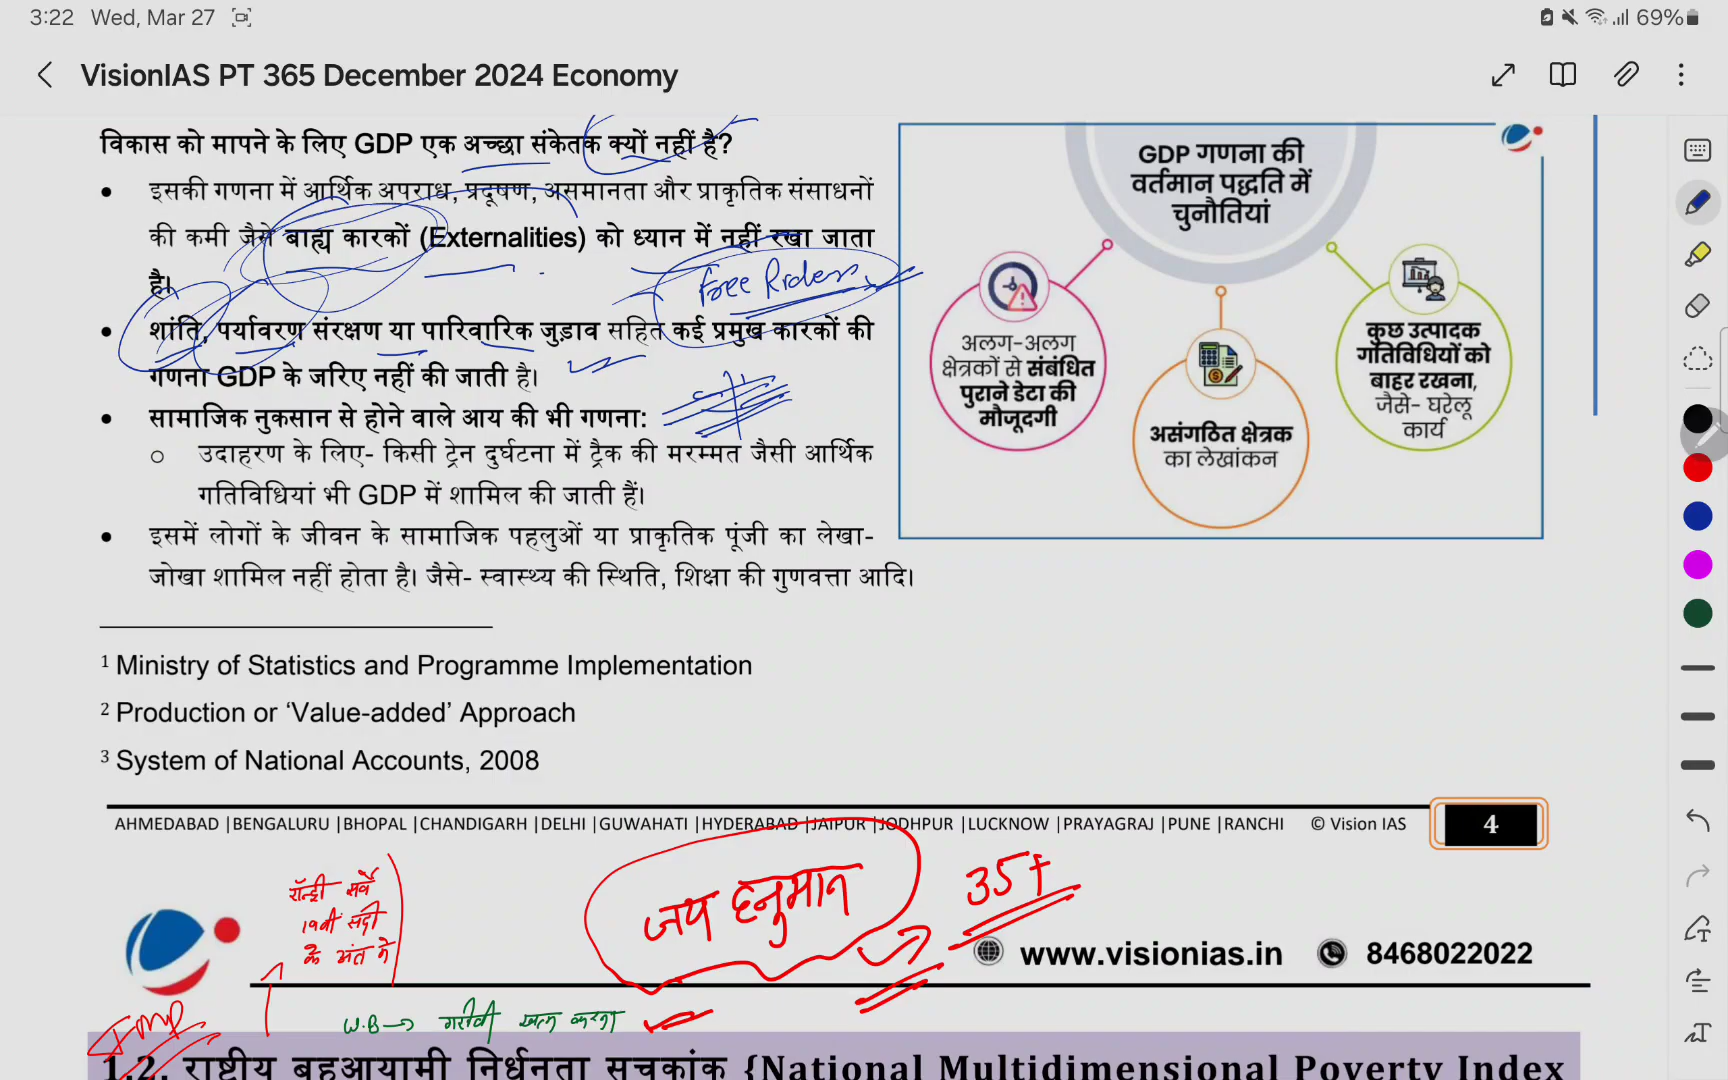 3:22 Wed, Mar 27
69%
VisionIAS PT 365 December 2024 Economy
विकास को मापने के लिए GDP एक अच्छा संकेतक क्यों नहीं है?
• इसकी गणना में आर्थिक अपराध, प्रदूषण, असमानता और प्राकृतिक संसाधनों
की कमी जैसे बाह्य कारकों (Externalities) को ध्यान में नहीं रखा जाता
है।
Free Riders
• शांति, पर्यावरण संरक्षण या पारिवारिक जुड़ाव सहित कई प्रमुख कारकों की
गणना GDP के जरिए नहीं की जाती है।
• सामाजिक नुकसान से होने वाले आय की भी गणना:
o उदाहरण के लिए- किसी ट्रेन दुर्घटना में ट्रैक की मरम्मत जैसी आर्थिक
गतिविधियां भी GDP में शामिल की जाती हैं।
• इसमें लोगों के जीवन के सामाजिक पहलुओं या प्राकृतिक पूंजी का लेखा-
जोखा शामिल नहीं होता है। जैसे- स्वास्थ्य की स्थिति, शिक्षा की गुणवत्ता आदि।
GDP गणना की
वर्तमान पद्धति में
चुनौतियां
अलग-अलग
क्षेत्रकों से संबंधित
पुराने डेटा की
मौजूदगी
असंगठित क्षेत्रक
का लेखांकन
कुछ उत्पादक
गतिविधियों को
बाहर रखना,
जैसे- घरेलू
कार्य
1 Ministry of Statistics and Programme Implementation
2 Production or ‘Value-added’ Approach
3 System of National Accounts, 2008
AHMEDABAD |BENGALURU |BHOPAL |CHANDIGARH |DELHI |GUWAHATI |HYDERABAD |JAIPUR |JODHPUR |LUCKNOW |PRAYAGRAJ |PUNE |RANCHI © Vision IAS
4
सर्वे
19वीं सदी
के अंत में
जय हनुमान
35+
www.visionias.in 8468022022
Imp
W.B → गरीबी खत्म करना
1.2. राष्ट्रीय बहुआयामी निर्धनता सूचकांक {National Multidimensional Poverty Index